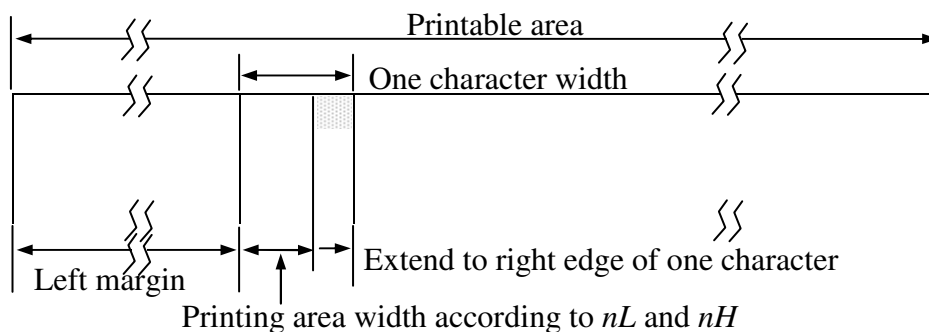 Printable area
One character width
Extend to right edge of one character
Left margin
Printing area width according to nL and nH